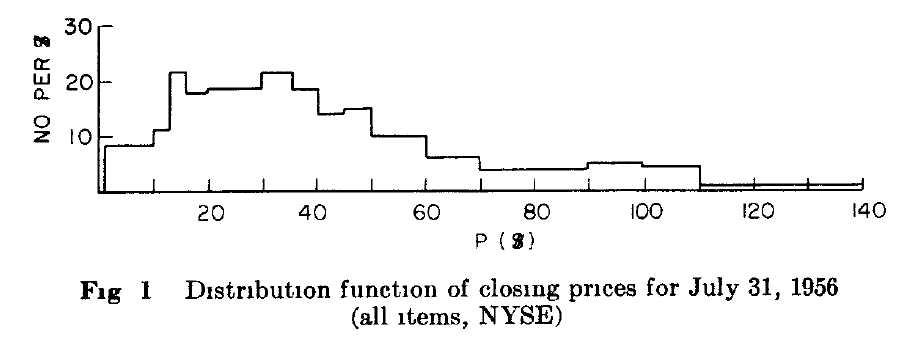 30
20
10
NO PER $
20 40 60 80 100 120 140
P ($)
Fig 1 Distribution function of closing prices for July 31, 1956
(all items, NYSE)